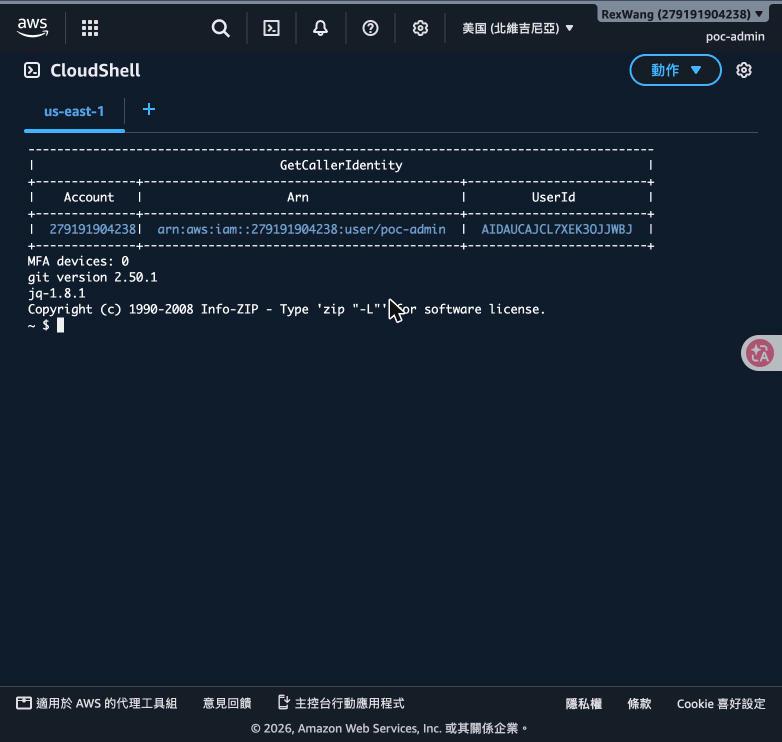 aws
美国 (北維吉尼亞) ▼
RexWang (279191904238) ▼
poc-admin
CloudShell
動作 ▼
us-east-1
+
-------------------------------------------------------------------------------------
| GetCallerIdentity |
+--------------+--------------------------------------------+-------------------------+
| Account | Arn | UserId |
+--------------+--------------------------------------------+-------------------------+
| 279191904238| arn:aws:iam::279191904238:user/poc-admin | AIDAUCAJCL7XEK3OJJWBJ |
+--------------+--------------------------------------------+-------------------------+
MFA devices: 0
git version 2.50.1
jq-1.8.1
Copyright (c) 1990-2008 Info-ZIP - Type 'zip "-L"' for software license.
~ $
適用於 AWS 的代理工具組 意見回饋 主控台行動應用程式 隱私權 條款 Cookie 喜好設定
© 2026, Amazon Web Services, Inc. 或其關係企業。